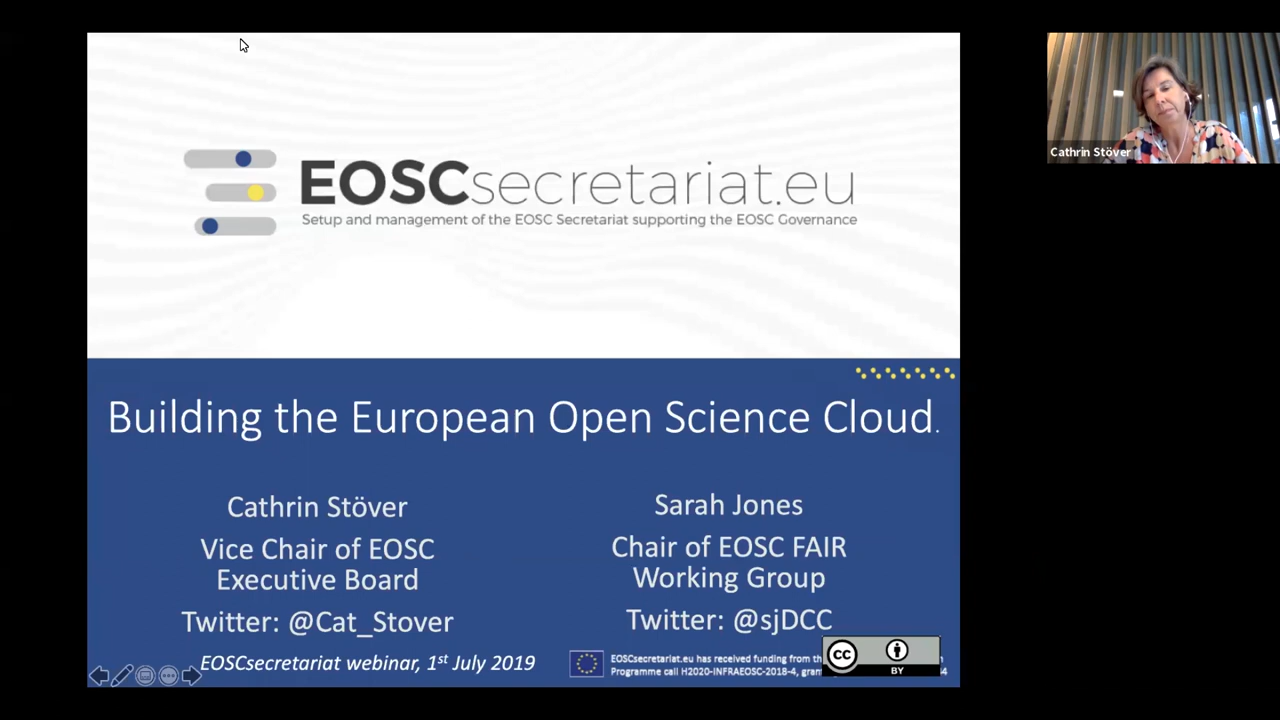 Cathrin Stöver
EOSCsecretariat.eu
Setup and management of the EOSC Secretariat supporting the EOSC Governance
Building the European Open Science Cloud.
Cathrin Stöver
Vice Chair of EOSC
Executive Board
Twitter: @Cat_Stover
Sarah Jones
Chair of EOSC FAIR
Working Group
Twitter: @sjDCC
EOSCsecretariat webinar, 1st July 2019
EOSCsecretariat.eu has received funding from
Programme call H2020-INFRAEOSC-2018-4,
CC
BY